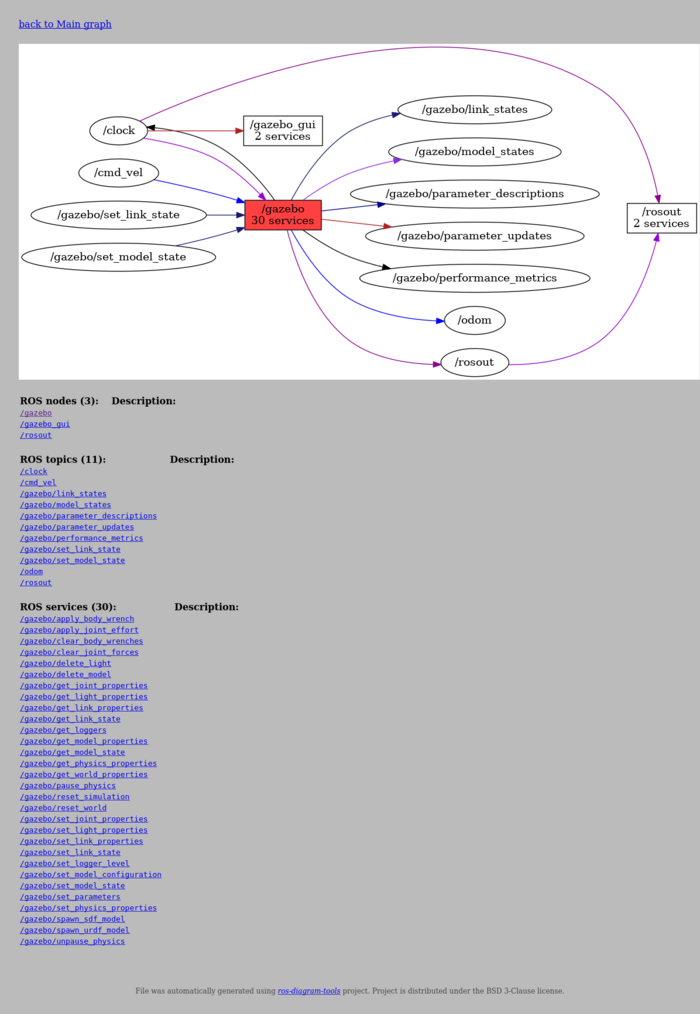 back to Main graph
/clock
/gazebo_gui
2 services
/gazebo/link_states
/cmd_vel
/gazebo/model_states
/gazebo/set_link_state
/gazebo
30 services
/gazebo/parameter_descriptions
/rosout
2 services
/gazebo/set_model_state
/gazebo/parameter_updates
/gazebo/performance_metrics
/odom
/rosout
ROS nodes (3): Description:
/gazebo
/gazebo_gui
/rosout
ROS topics (11): Description:
/clock
/cmd_vel
/gazebo/link_states
/gazebo/model_states
/gazebo/parameter_descriptions
/gazebo/parameter_updates
/gazebo/performance_metrics
/gazebo/set_link_state
/gazebo/set_model_state
/odom
/rosout
ROS services (30): Description:
/gazebo/apply_body_wrench
/gazebo/apply_joint_effort
/gazebo/clear_body_wrenches
/gazebo/clear_joint_forces
/gazebo/delete_light
/gazebo/delete_model
/gazebo/get_joint_properties
/gazebo/get_light_properties
/gazebo/get_link_properties
/gazebo/get_link_state
/gazebo/get_loggers
/gazebo/get_model_properties
/gazebo/get_model_state
/gazebo/get_physics_properties
/gazebo/get_world_properties
/gazebo/pause_physics
/gazebo/reset_simulation
/gazebo/reset_world
/gazebo/set_joint_properties
/gazebo/set_light_properties
/gazebo/set_link_properties
/gazebo/set_link_state
/gazebo/set_logger_level
/gazebo/set_model_configuration
/gazebo/set_model_state
/gazebo/set_parameters
/gazebo/set_physics_properties
/gazebo/spawn_sdf_model
/gazebo/spawn_urdf_model
/gazebo/unpause_physics
File was automatically generated using ros-diagram-tools project. Project is distributed under the BSD 3-Clause license.